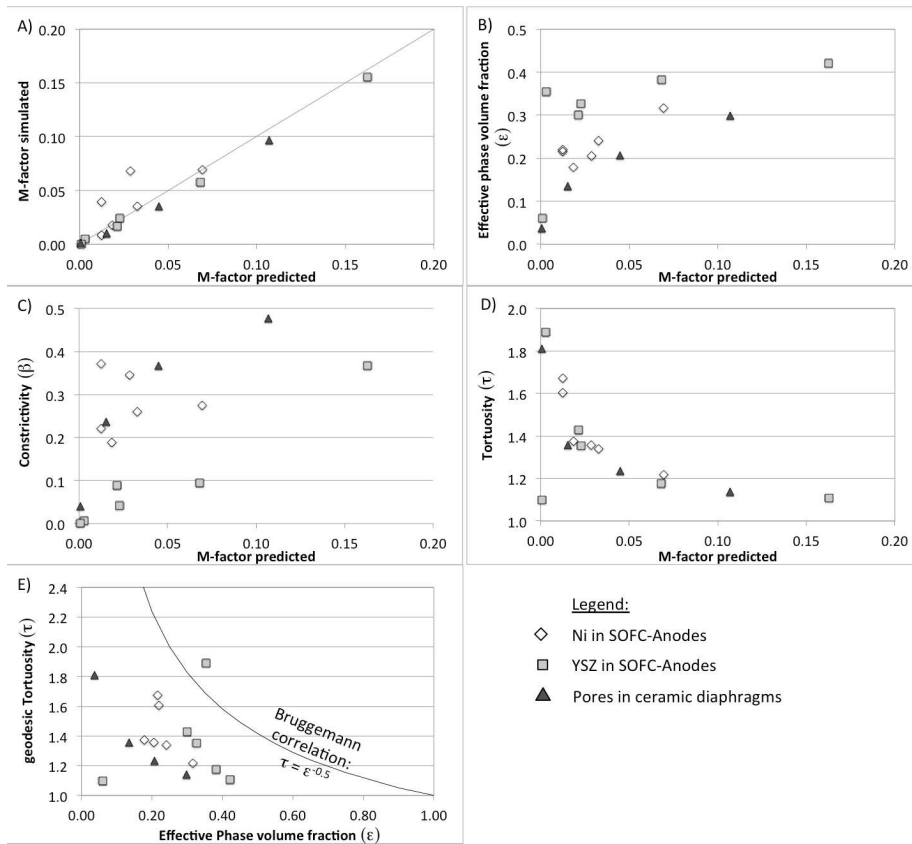 A)
M-factor simulated
0.20
0.15
0.10
0.05
0.00
0.00 0.05 0.10 0.15 0.20
M-factor predicted
B)
Effective phase volume fraction
(ε)
0.5
0.4
0.3
0.2
0.1
0.0
0.00 0.05 0.10 0.15 0.20
M-factor predicted
C)
Constrictivity (β)
0.5
0.4
0.3
0.2
0.1
0.0
0.00 0.05 0.10 0.15 0.20
M-factor predicted
D)
Tortuosity (τ)
2.0
1.8
1.6
1.4
1.2
1.0
0.00 0.05 0.10 0.15 0.20
M-factor predicted
E)
geodesic Tortuosity (τ)
2.4
2.2
2.0
1.8
1.6
1.4
1.2
1.0
Bruggemann
correlation:
τ = ε-0.5
0.00 0.20 0.40 0.60 0.80 1.00
Effective Phase volume fraction (ε)
Legend:
Ni in SOFC-Anodes
YSZ in SOFC-Anodes
Pores in ceramic diaphragms